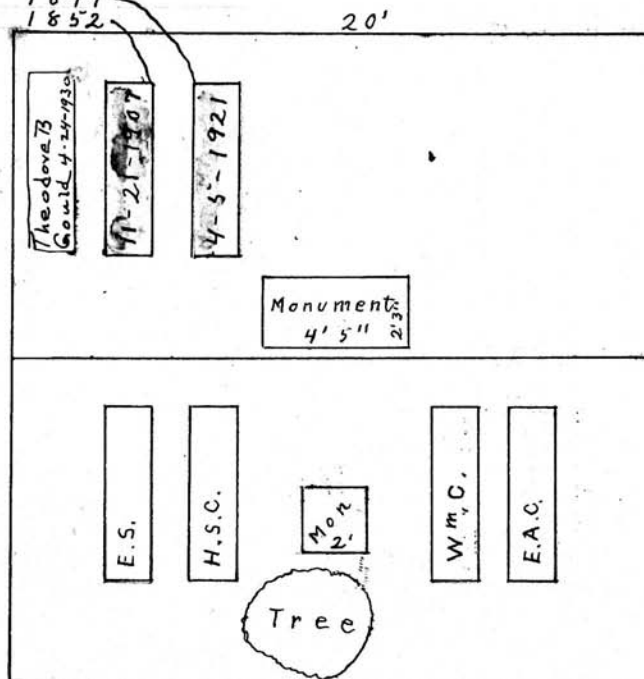 1852
20'
Theodore B
Gould 4-24-1930
11-21-1907
4-5-1921
Monument
4' 5"
2'3"
E.S.
H.S.C.
Mon
2'
Wm.C.
E.A.C.
Tree